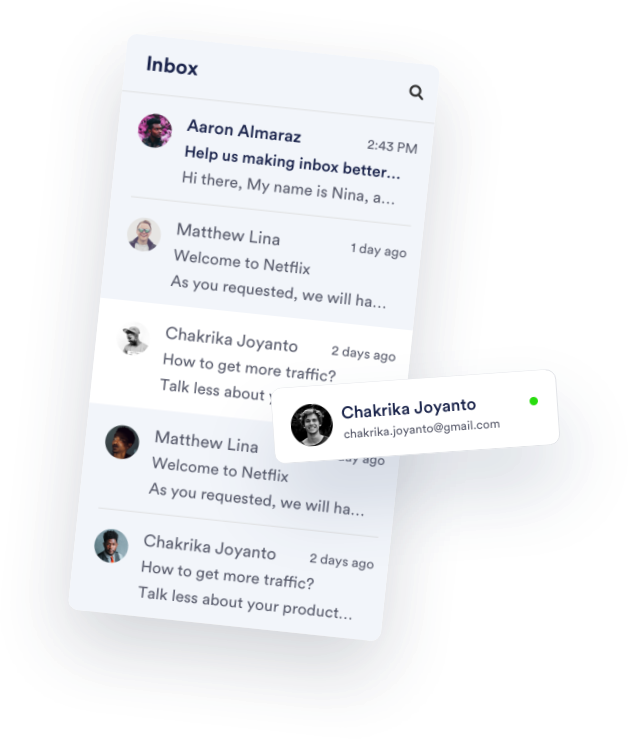 Inbox
Aaron Almaraz 2:43 PM
Help us making inbox better...
Hi there, My name is Nina, a...
Matthew Lina 1 day ago
Welcome to Netflix
As you requested, we will ha...
Chakrika Joyanto 2 days ago
How to get more traffic?
Talk less about
Chakrika Joyanto
chakrika.joyanto@gmail.com
Matthew Lina ago
Welcome to Netflix
As you requested, we will ha...
Chakrika Joyanto 2 days ago
How to get more traffic?
Talk less about your product...